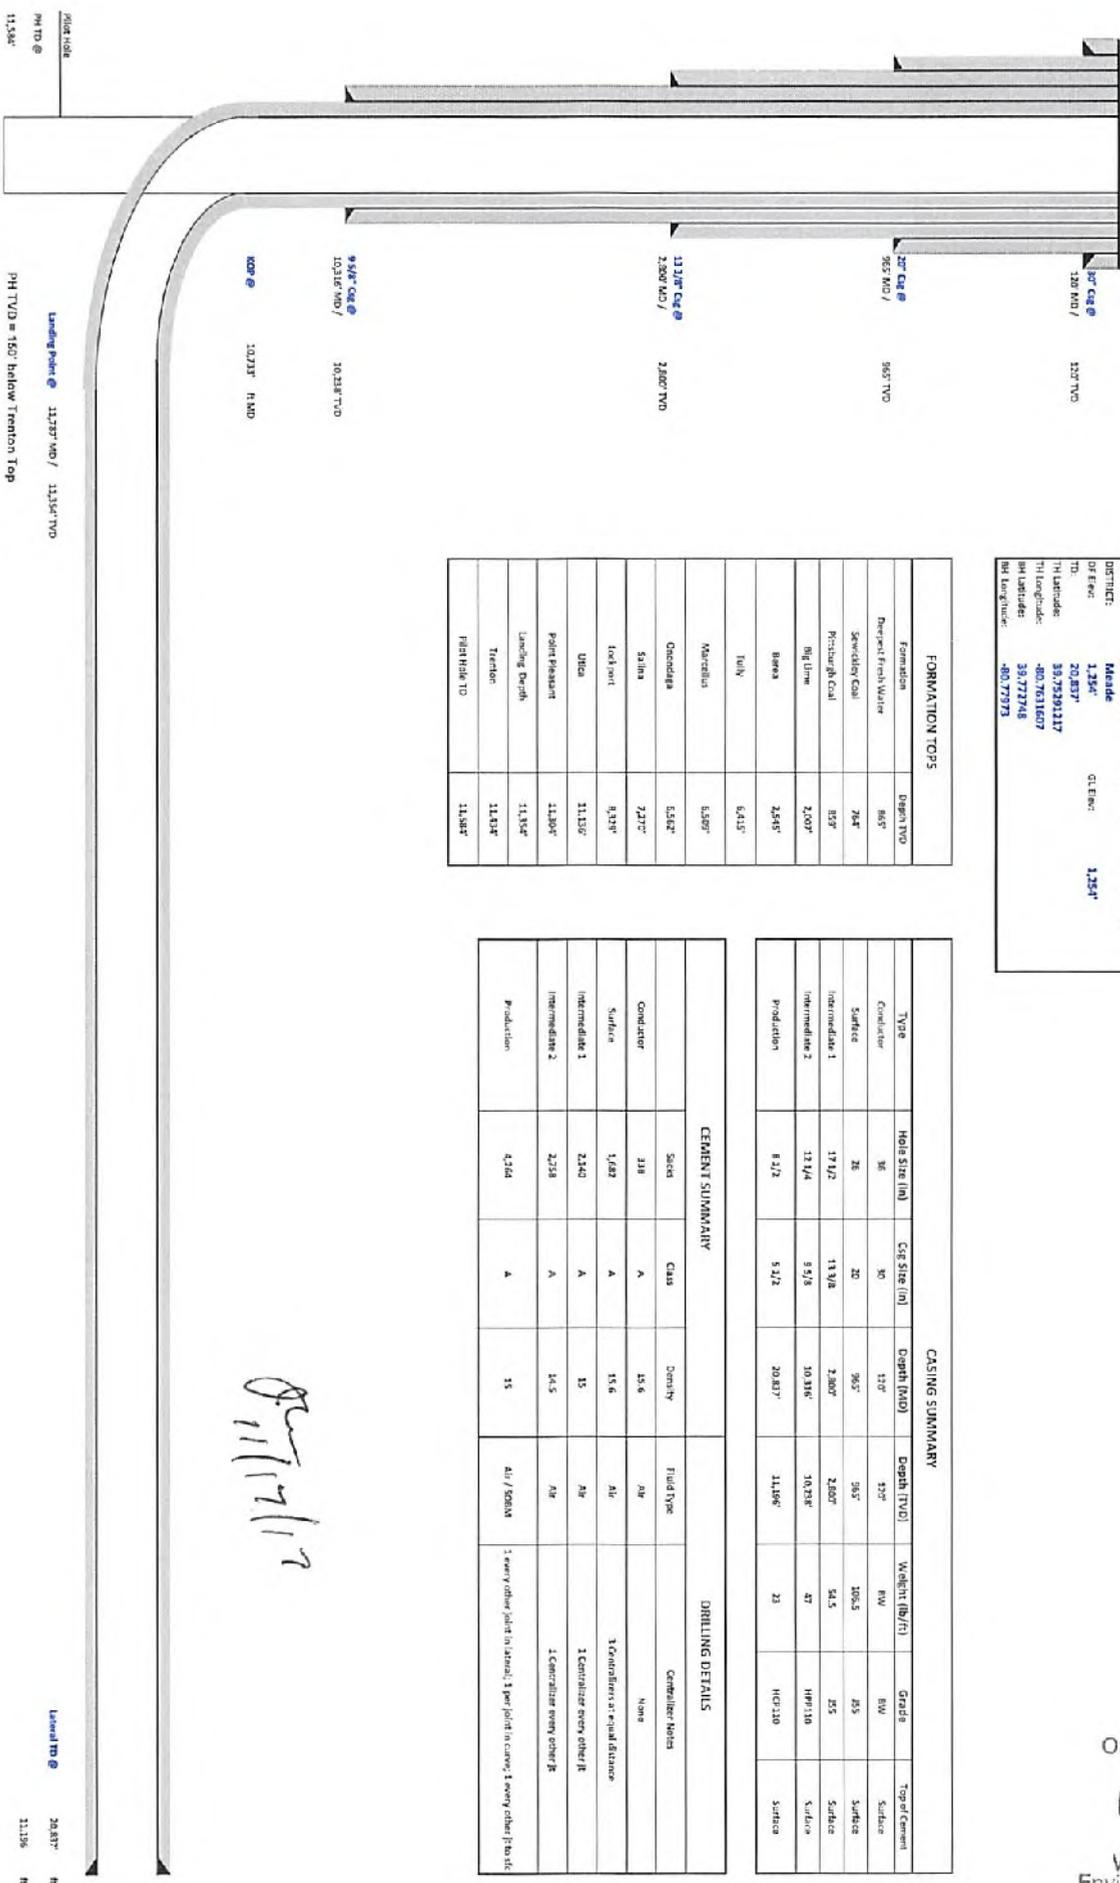 DISTRICT: Meade
DF Elev: 1,254' GL Elev: 1,254'
TD: 20,837'
TH Latitude: 39.75291217
TH Longitude: -80.7631607
BH Latitude: 39.772748
BH Longitude: -80.77973
FORMATION TOPS
Formation Depth TVD
Deepest Fresh Water 865'
Sewickley Coal 764'
Pittsburgh Coal 859'
Big Lime 2,007'
Berea 2,545'
Tully 6,415'
Marcellus 6,509'
Onondaga 6,562'
Salina 7,270'
Lockport 8,329'
Utica 11,136'
Point Pleasant 11,304'
Landing Depth 11,354'
Trenton 11,434'
Pilot Hole TD 11,584'
CASING SUMMARY
Type Hole Size (in) Csg Size (in) Depth (MD) Depth (TVD) Weight (lb/ft) Grade Top of Cement
Conductor 36 30 120' 120' BW BW Surface
Surface 26 20 965' 965' 106.5 J55 Surface
Intermediate 1 17 1/2 13 3/8 2,800' 2,800' 54.5 J55 Surface
Intermediate 2 12 1/4 9 5/8 10,316' 10,238' 47 HPP110 Surface
Production 8 1/2 5 1/2 20,837' 11,196' 23 HCP110 Surface
CEMENT SUMMARY DRILLING DETAILS
Sacks Class Density Fluid Type Centralizer Notes
Conductor 338 A 15.6 Air None
Surface 1,682 A 15.6 Air 3 Centralizers at equal distance
Intermediate 1 2,140 A 15 Air 1 Centralizer every other jt
Intermediate 2 2,758 A 14.5 Air 1 Centralizer every other jt
Production 4,264 A 15 Air / SOBM 1 every other joint in lateral; 1 per joint in curve; 1 every other jt to sfc
30" Csg @
120' MD / 120' TVD
20" Csg @
965' MD / 965' TVD
13 3/8" Csg @
2,800' MD / 2,800' TVD
9 5/8" Csg @
10,316' MD / 10,238' TVD
KOP @ 10,733' ft MD
Landing Point @ 11,787' MD / 11,354' TVD
PH TVD = 150' below Trenton Top
Pilot Hole
PH TD @
11,584'
Lateral TD @ 20,837' ft
11,196 ft
11/17/17
O
Envi